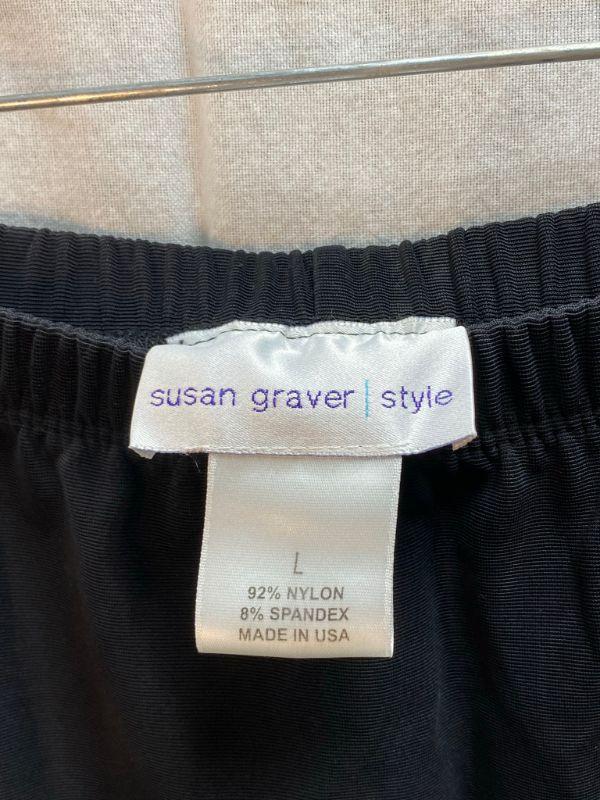 susan graver | style
L
92% NYLON
8% SPANDEX
MADE IN USA